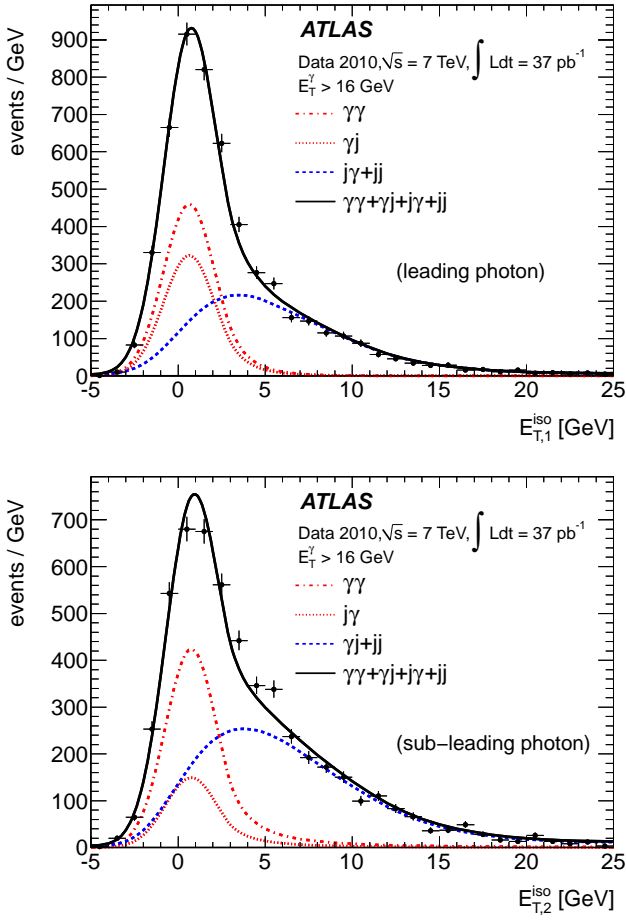 events / GeV
900
800
700
600
500
400
300
200
100
0
ATLAS
Data 2010,√s = 7 TeV, ∫ Ldt = 37 pb⁻¹
E_T^γ > 16 GeV
γγ
γj
jγ+jj
γγ+γj+jγ+jj
(leading photon)
-5 0 5 10 15 20 25
E_{T,1}^{iso} [GeV]
events / GeV
700
600
500
400
300
200
100
0
ATLAS
Data 2010,√s = 7 TeV, ∫ Ldt = 37 pb⁻¹
E_T^γ > 16 GeV
γγ
jγ
γj+jj
γγ+γj+jγ+jj
(sub−leading photon)
-5 0 5 10 15 20 25
E_{T,2}^{iso} [GeV]